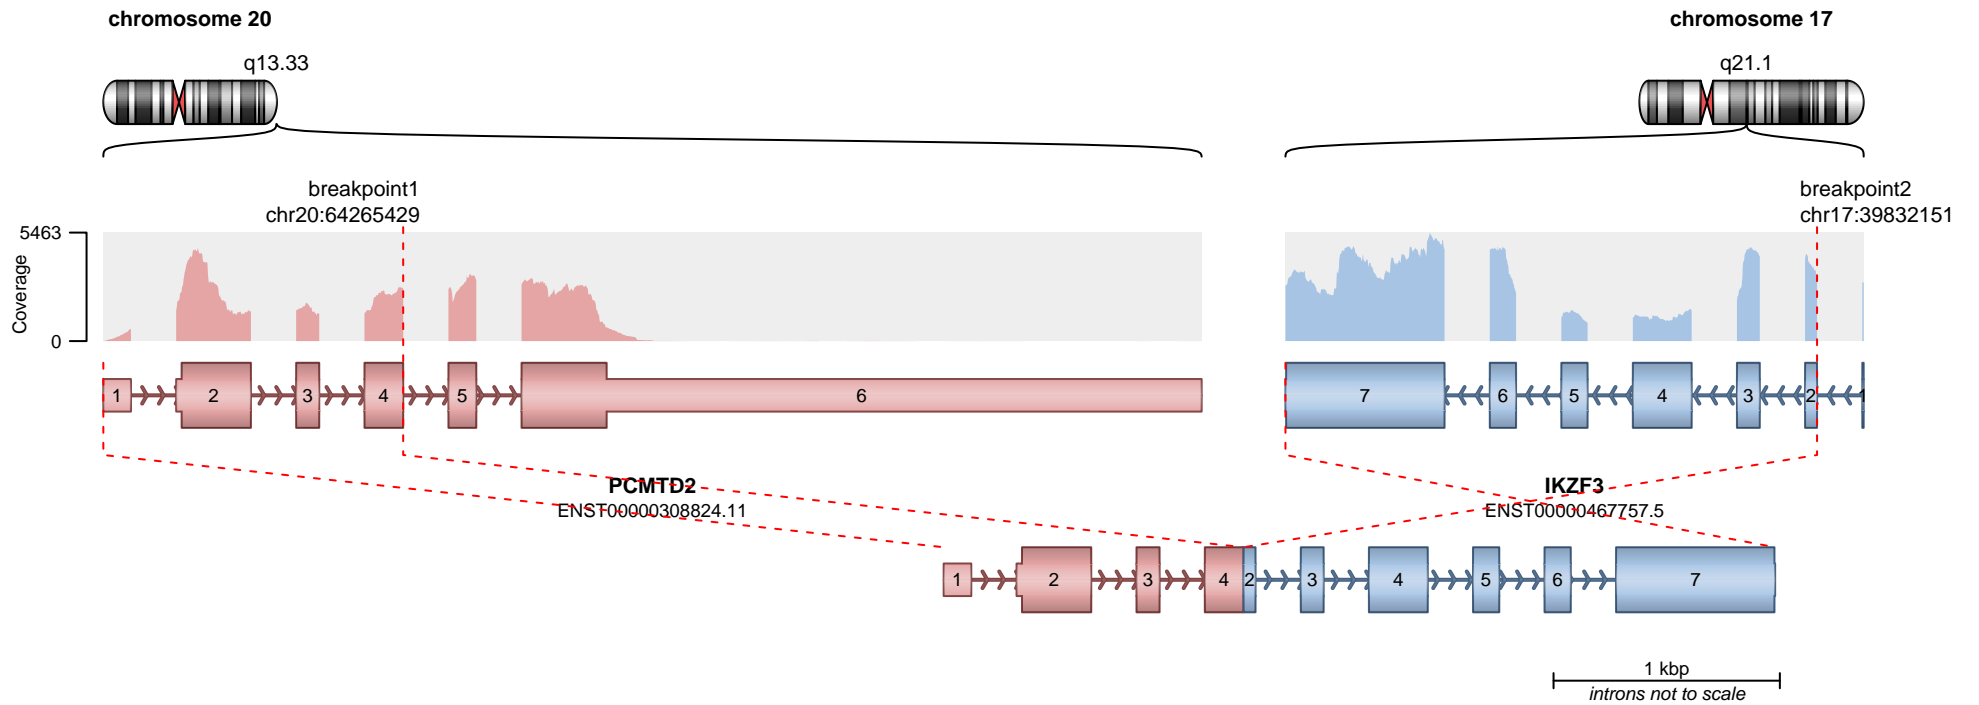 chromosome 20
chromosome 17
q13.33
q21.1
breakpoint1
chr20:64265429
breakpoint2
chr17:39832151
5463
Coverage
0
1 2 3 4 5 6
7 6 5 4 3 2 1
PCMTD2
ENST00000308824.11
IKZF3
ENST00000467757.5
1 2 3 4 2 3 4 5 6 7
1 kbp
introns not to scale